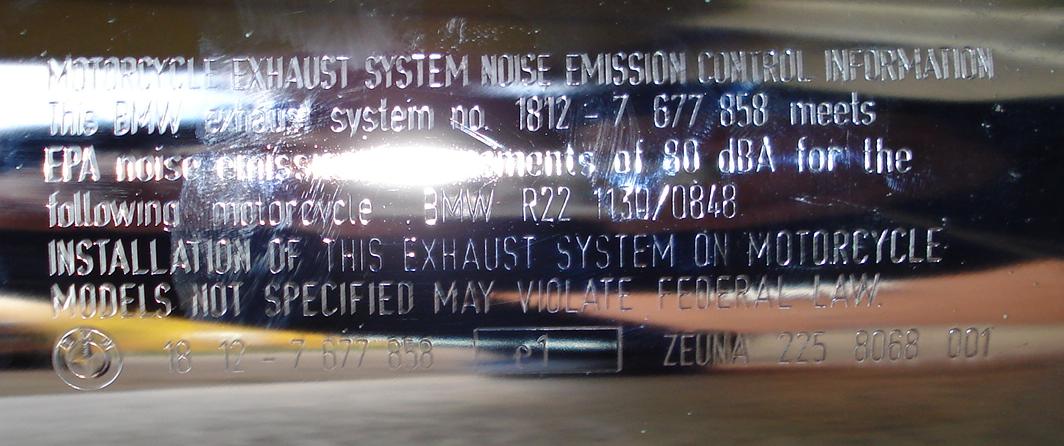 MOTORCYCLE EXHAUST SYSTEM NOISE EMISSION CONTROL INFORMATION
This BMW exhaust system no. 1812 - 7 677 858 meets
EPA noise of 80 dBA for the
following motorcycle : BMW R22 1130/0848
INSTALLATION OF THIS EXHAUST SYSTEM ON MOTORCYCLE
MODELS NOT SPECIFIED MAY VIOLATE FEDERAL LAW.
18 12 - 7 677 858 e1 ZEUNA 225 8068 001